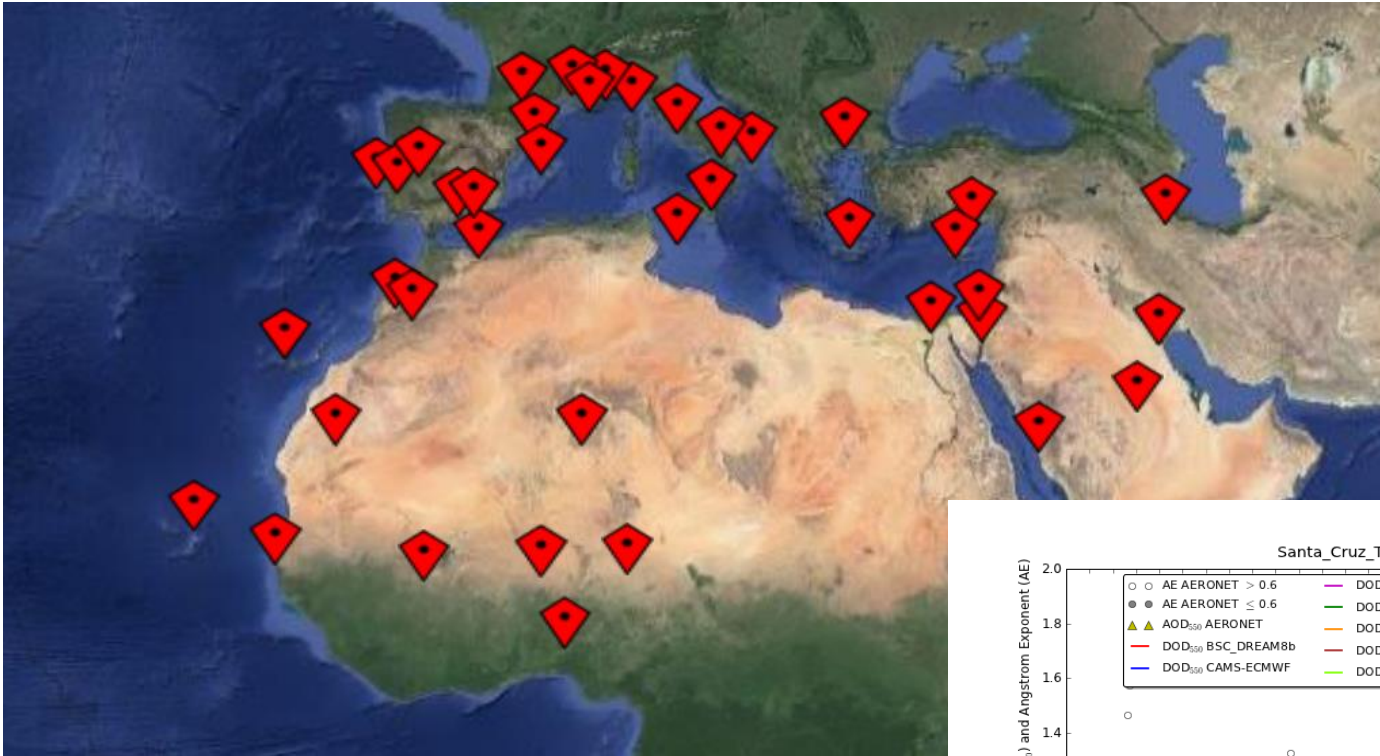 Santa_Cruz_T
2.0
1.8
1.6
1.4
) and Angstrom Exponent (AE)
AE AERONET > 0.6
AE AERONET ≤ 0.6
AOD550 AERONET
DOD550 BSC_DREAM8b
DOD550 CAMS-ECMWF
DOD
DOD
DOD
DOD
DOD